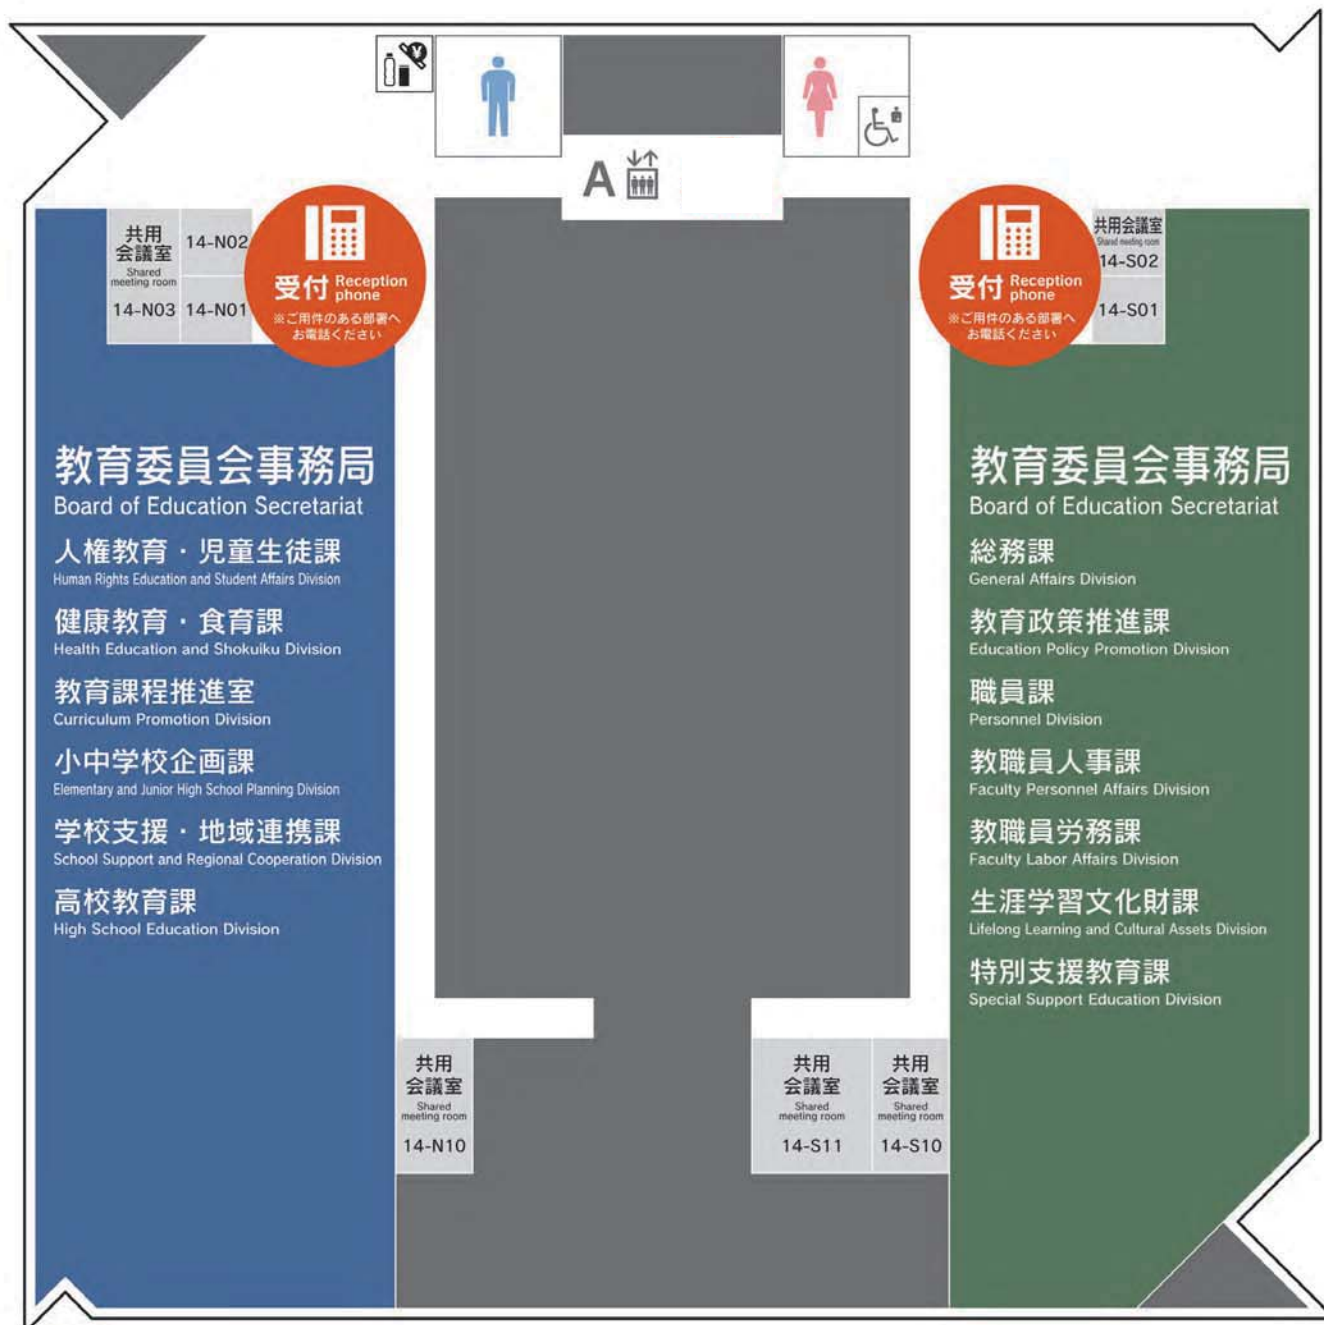 A
共用
会議室
Shared
meeting room
14-N03
14-N02
14-N01
受付 Reception phone
※ご用件のある部署へ
お電話ください
受付 Reception phone
※ご用件のある部署へ
お電話ください
共用会議室
Shared meeting room
14-S02
14-S01
教育委員会事務局
Board of Education Secretariat
人権教育・児童生徒課
Human Rights Education and Student Affairs Division
健康教育・食育課
Health Education and Shokuiku Division
教育課程推進室
Curriculum Promotion Division
小中学校企画課
Elementary and Junior High School Planning Division
学校支援・地域連携課
School Support and Regional Cooperation Division
高校教育課
High School Education Division
教育委員会事務局
Board of Education Secretariat
総務課
General Affairs Division
教育政策推進課
Education Policy Promotion Division
職員課
Personnel Division
教職員人事課
Faculty Personnel Affairs Division
教職員労務課
Faculty Labor Affairs Division
生涯学習文化財課
Lifelong Learning and Cultural Assets Division
特別支援教育課
Special Support Education Division
共用
会議室
Shared
meeting room
14-N10
共用
会議室
Shared
meeting room
14-S11
共用
会議室
Shared
meeting room
14-S10